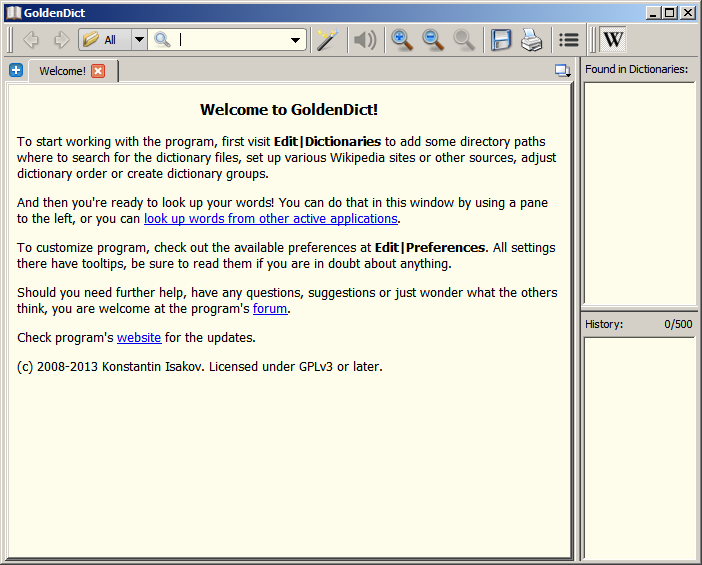 GoldenDict
All
W
Welcome!
Found in Dictionaries:
Welcome to GoldenDict!
To start working with the program, first visit Edit|Dictionaries to add some directory paths
where to search for the dictionary files, set up various Wikipedia sites or other sources, adjust
dictionary order or create dictionary groups.
And then you're ready to look up your words! You can do that in this window by using a pane
to the left, or you can look up words from other active applications.
To customize program, check out the available preferences at Edit|Preferences. All settings
there have tooltips, be sure to read them if you are in doubt about anything.
Should you need further help, have any questions, suggestions or just wonder what the others
think, you are welcome at the program's forum.
Check program's website for the updates.
(c) 2008-2013 Konstantin Isakov. Licensed under GPLv3 or later.
History: 0/500